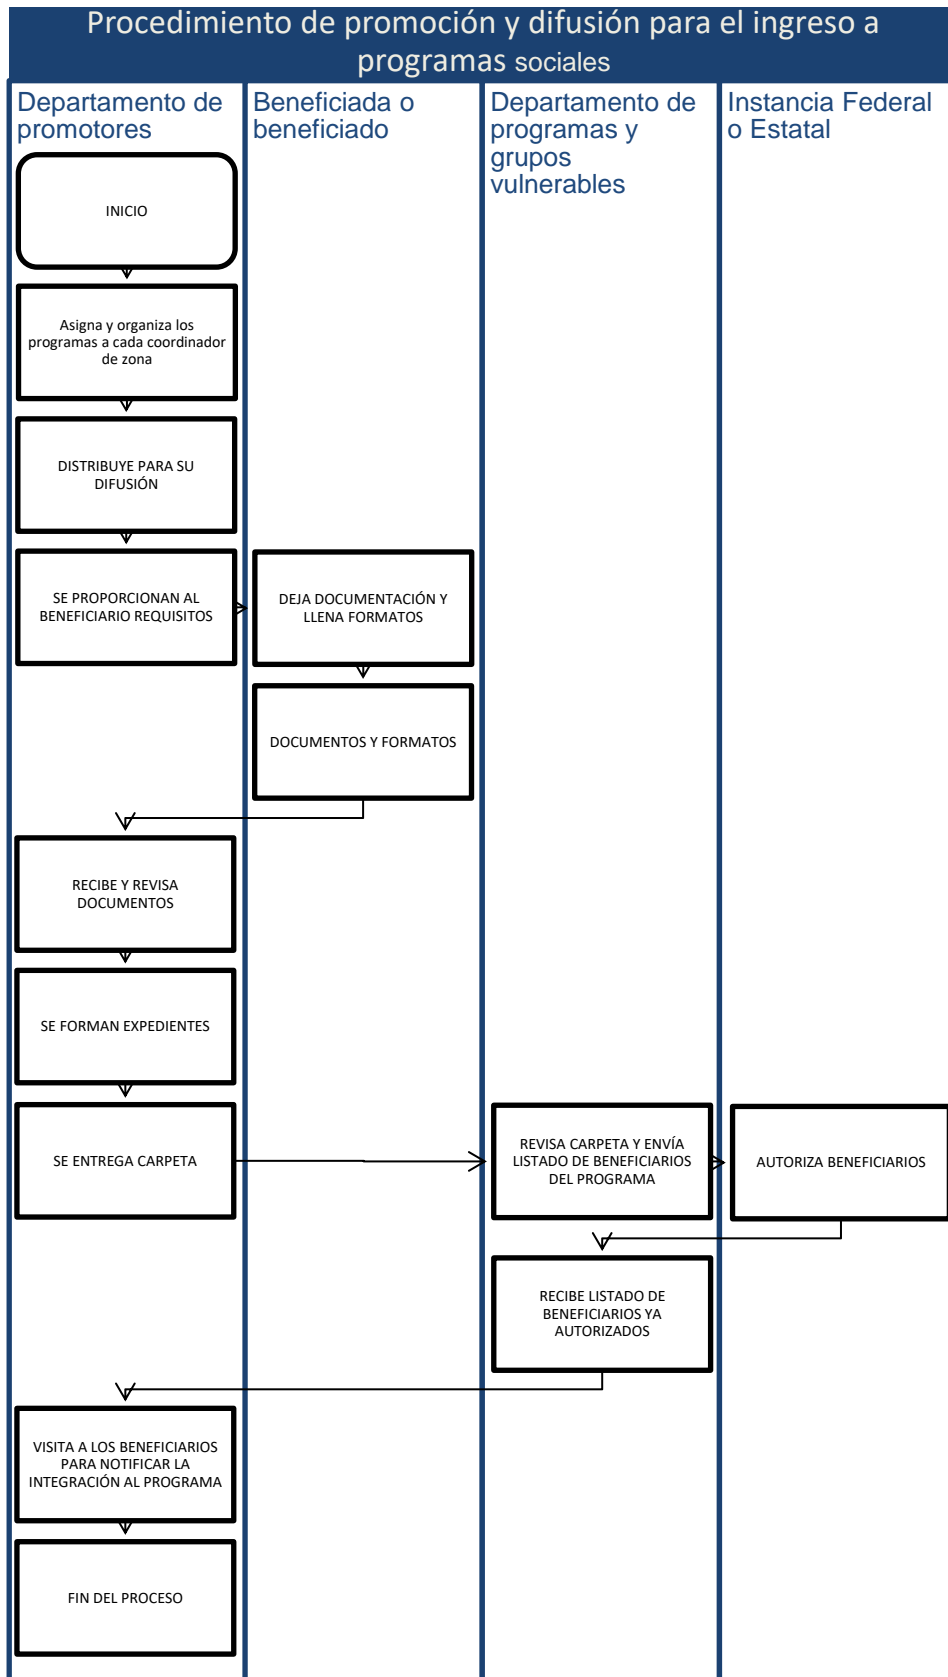 Procedimiento de promoción y difusión para el ingreso a
programas sociales
Departamento de
promotores
Beneficiada o
beneficiado
Departamento de
programas y
grupos
vulnerables
Instancia Federal
o Estatal
INICIO
Asigna y organiza los
programas a cada coordinador
de zona
DISTRIBUYE PARA SU
DIFUSIÓN
SE PROPORCIONAN AL
BENEFICIARIO REQUISITOS
DEJA DOCUMENTACIÓN Y
LLENA FORMATOS
DOCUMENTOS Y FORMATOS
RECIBE Y REVISA
DOCUMENTOS
SE FORMAN EXPEDIENTES
SE ENTREGA CARPETA
REVISA CARPETA Y ENVÍA
LISTADO DE BENEFICIARIOS
DEL PROGRAMA
AUTORIZA BENEFICIARIOS
RECIBE LISTADO DE
BENEFICIARIOS YA
AUTORIZADOS
VISITA A LOS BENEFICIARIOS
PARA NOTIFICAR LA
INTEGRACIÓN AL PROGRAMA
FIN DEL PROCESO